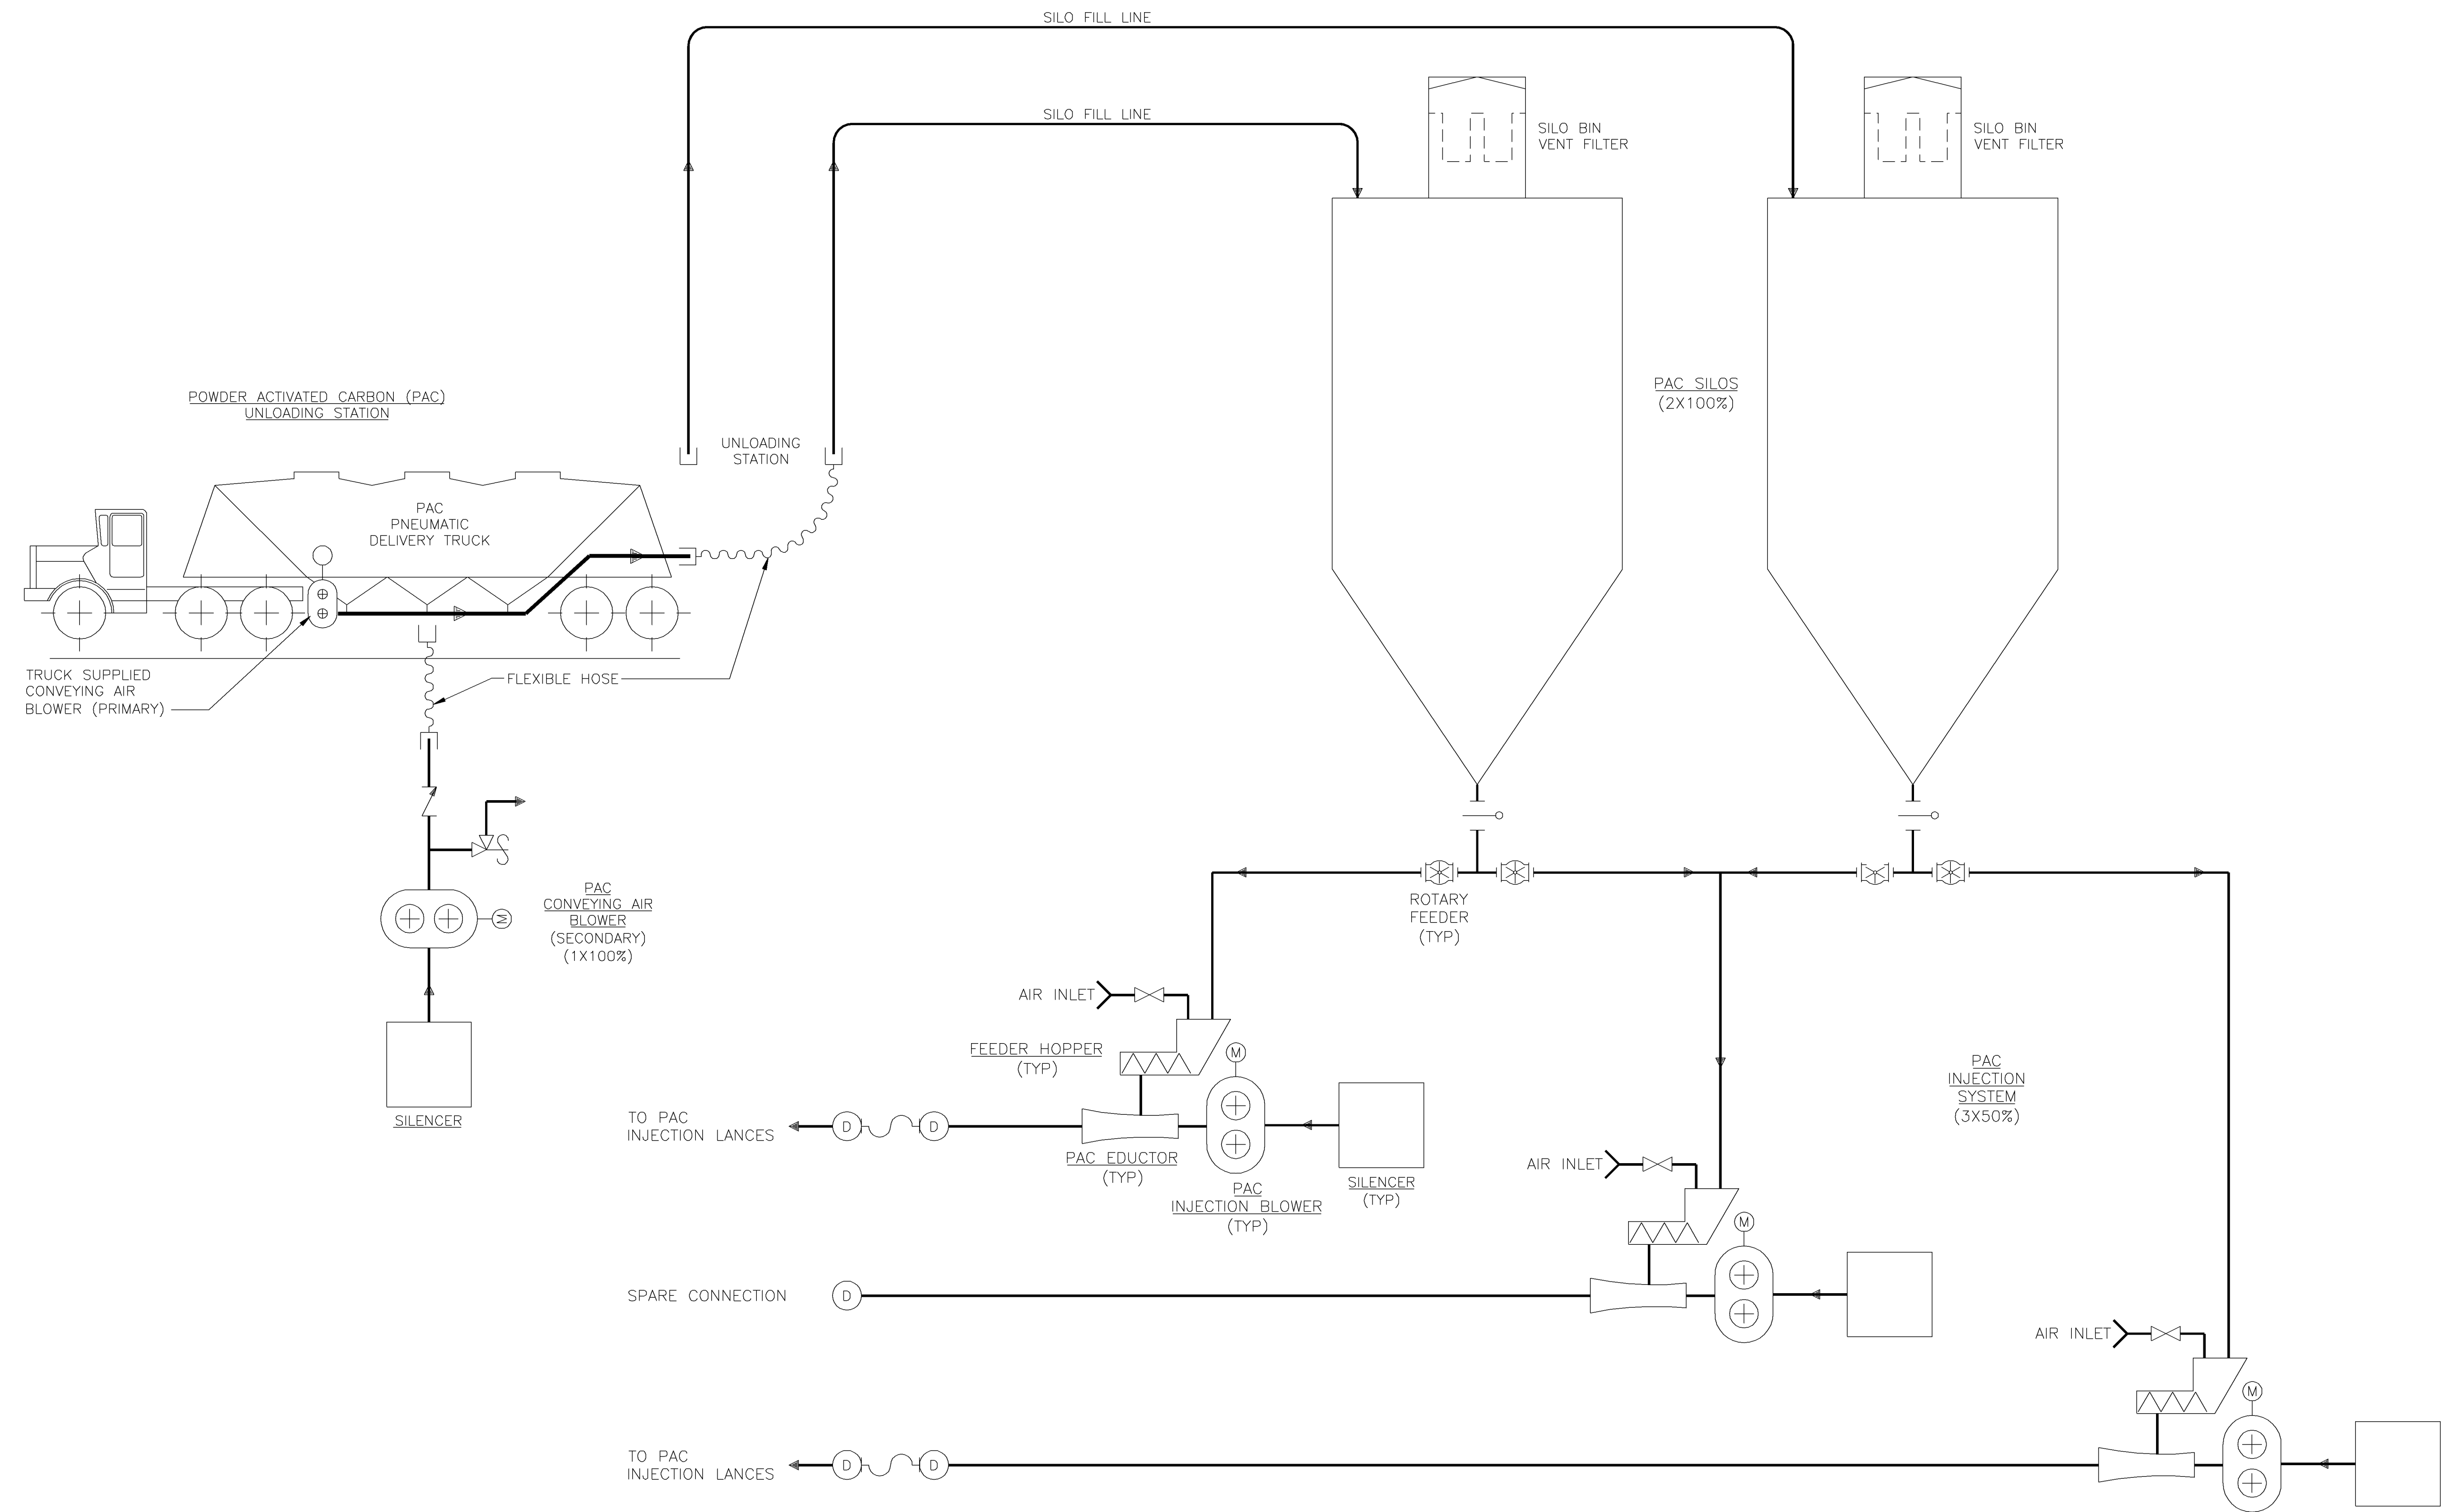 SILO FILL LINE
SILO FILL LINE
SILO BIN
VENT FILTER
SILO BIN
VENT FILTER
POWDER ACTIVATED CARBON (PAC)
UNLOADING STATION
PAC SILOS
(2X100%)
UNLOADING
STATION
PAC
PNEUMATIC
DELIVERY TRUCK
TRUCK SUPPLIED
CONVEYING AIR
BLOWER (PRIMARY)
FLEXIBLE HOSE
PAC
CONVEYING AIR
BLOWER
(SECONDARY)
(1X100%)
M
SILENCER
ROTARY
FEEDER
(TYP)
AIR INLET
FEEDER HOPPER
(TYP)
M
TO PAC
INJECTION LANCES
D
D
PAC EDUCTOR
(TYP)
PAC
INJECTION BLOWER
(TYP)
SILENCER
(TYP)
PAC
INJECTION
SYSTEM
(3X50%)
AIR INLET
M
SPARE CONNECTION
D
AIR INLET
M
TO PAC
INJECTION LANCES
D
D